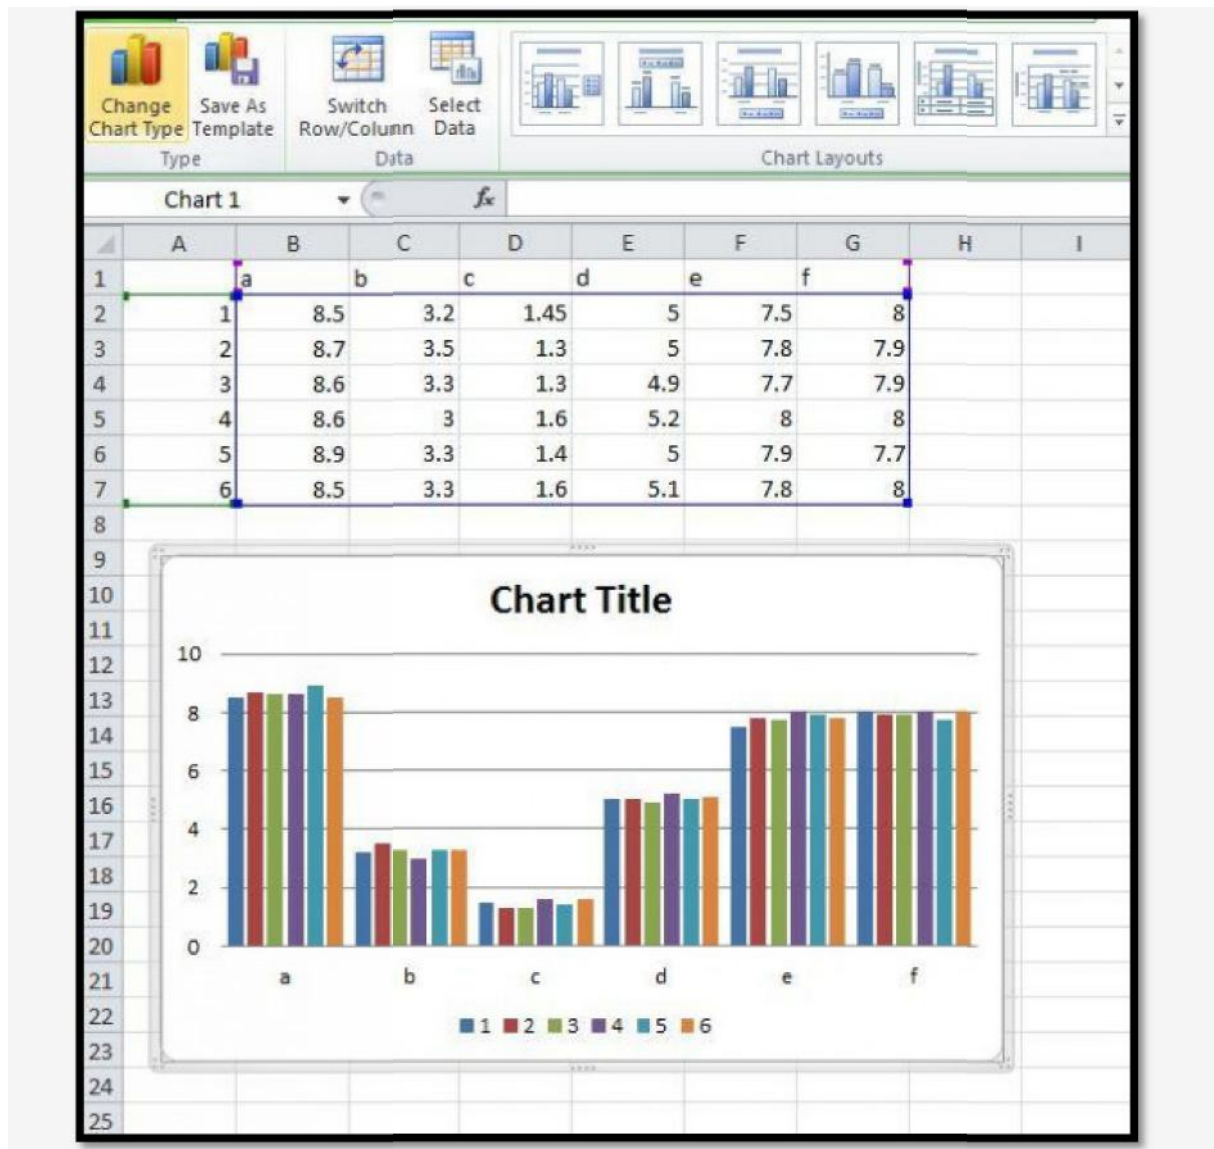 Change Chart Type
Save As Template
Switch Row/Column
Select Data
Type
Data
Chart Layouts
Chart 1
fx
A B C D E F G H I
1 a b c d e f
2 1 8.5 3.2 1.45 5 7.5 8
3 2 8.7 3.5 1.3 5 7.8 7.9
4 3 8.6 3.3 1.3 4.9 7.7 7.9
5 4 8.6 3 1.6 5.2 8 8
6 5 8.9 3.3 1.4 5 7.9 7.7
7 6 8.5 3.3 1.6 5.1 7.8 8
8
9
10
11
12
13
14
15
16
17
18
19
20
21
22
23
24
25
Chart Title
10
8
6
4
2
0
a b c d e f
1 2 3 4 5 6